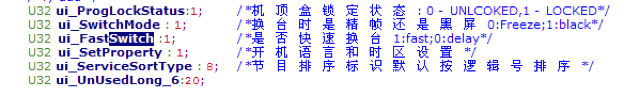 U32 ui_ProgLockStatus:1; /*机顶盒锁定状态:0-UNLCOKED,1-LOCKED*/
U32 ui_SwitchMode : 1; /*换台时是精帧还是黑屏 0:Freeze;1:black*/
U32 ui_FastSwitch :1; /*是否快速换台 1:fast;0:delay*/
U32 ui_SetProperty : 1; /*开机语言和时区设置 */
U32 ui_ServiceSortType : 8; /*节目排序标识默认按逻辑号排序 */
U32 ui_UnUsedLong_6:20;